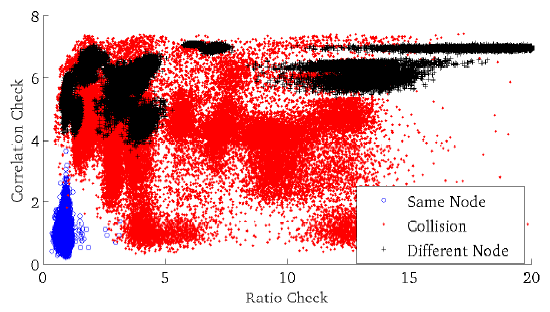 8
6
4
2
0
0 5 10 15 20
Correlation Check
Ratio Check
Same Node
Collision
Different Node